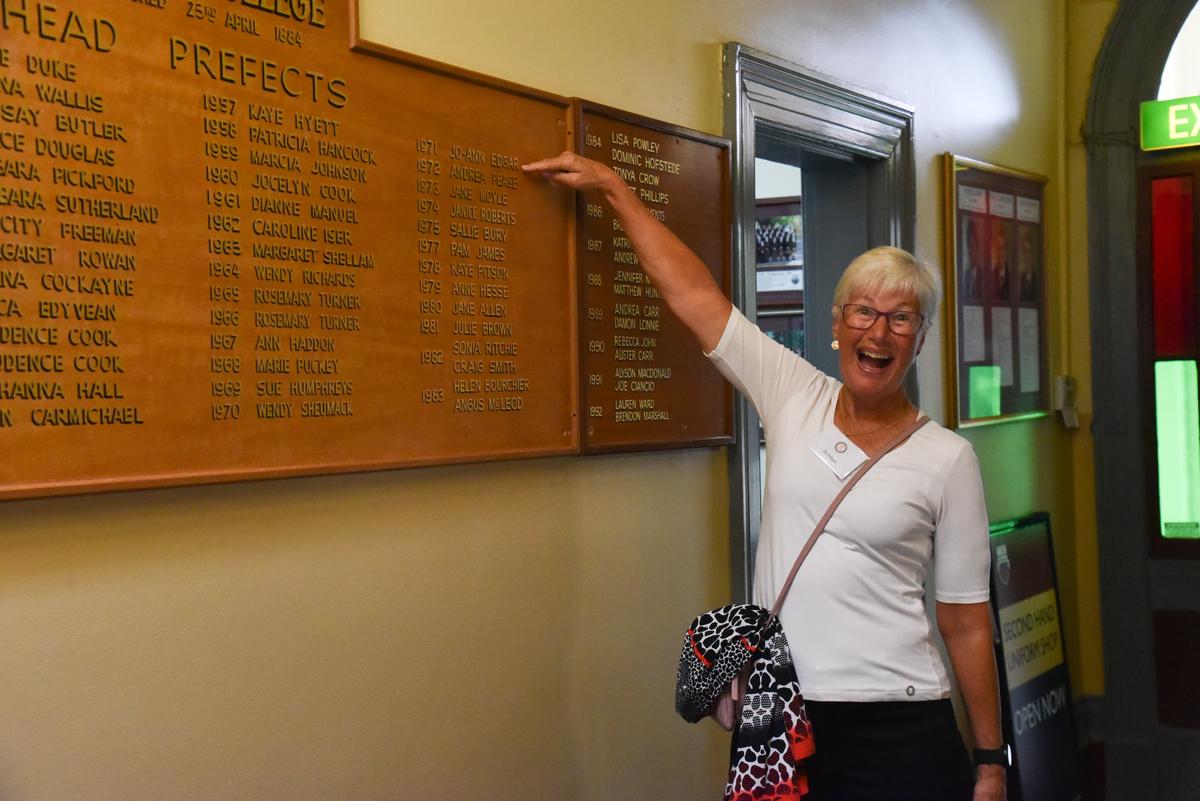 23RD APRIL 1884
HEAD PREFECTS
DUKE
WALLIS
BUTLER
DOUGLAS
PICKFORD
SUTHERLAND
FREEMAN
ROWAN
COCKAYNE
EDYVEAN
COOK
COOK
HALL
CARMICHAEL
1957 KAYE HYETT
1958 PATRICIA HANCOCK
1959 MARCIA JOHNSON
1960 JOCELYN COOK
1961 DIANNE MANUEL
1962 CAROLINE ISER
1963 MARGARET SHELLAM
1964 WENDY RICHARDS
1965 ROSEMARY TURNER
1966 ROSEMARY TURNER
1967 ANN HADDON
1968 MARIE PUCKEY
1969 SUE HUMPHREYS
1970 WENDY SHEUMACK
1971 JO-ANN EDGAR
1972 ANDREA PEASE
1973 JANE MOYLE
1974 JANICE ROBERTS
1975 SALLIE BURY
1977 PAM JAMES
1978 KAYE PITSON
1979 ANNE HESSE
1980 JANE ALLEN
1981 JULIE BROWN
1982 SONIA RITCHIE
CRAIG SMITH
1983 HELEN BOURCHIER
ANGUS McLEOD
1984 LISA POWLEY
DOMINIC HOFSTEDE
TONYA CROW
PHILLIPS
1986
1987
ANDREW
1988 JENNIFER
MATTHEW
1989 ANDREA CARR
DAMON LONNIE
1990 REBECCA JOHN
ALISTER CARR
1991 ALYSON MACDONALD
JOE CIANCIO
1992 LAUREN WARD
BRENDON MARSHALL
EX
SECOND HAND
UNIFORM SHOP
OPEN NOW